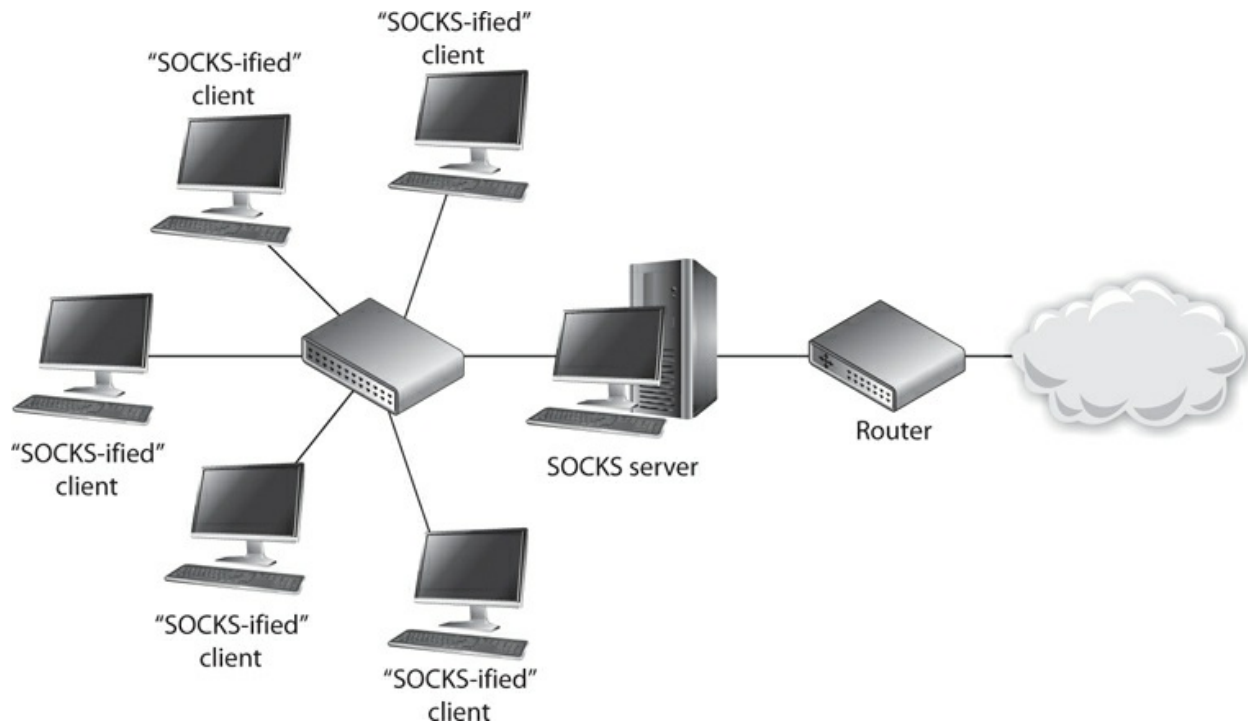 “SOCKS-ified”
client
“SOCKS-ified”
client
“SOCKS-ified”
client
“SOCKS-ified”
client
“SOCKS-ified”
client
SOCKS server
Router